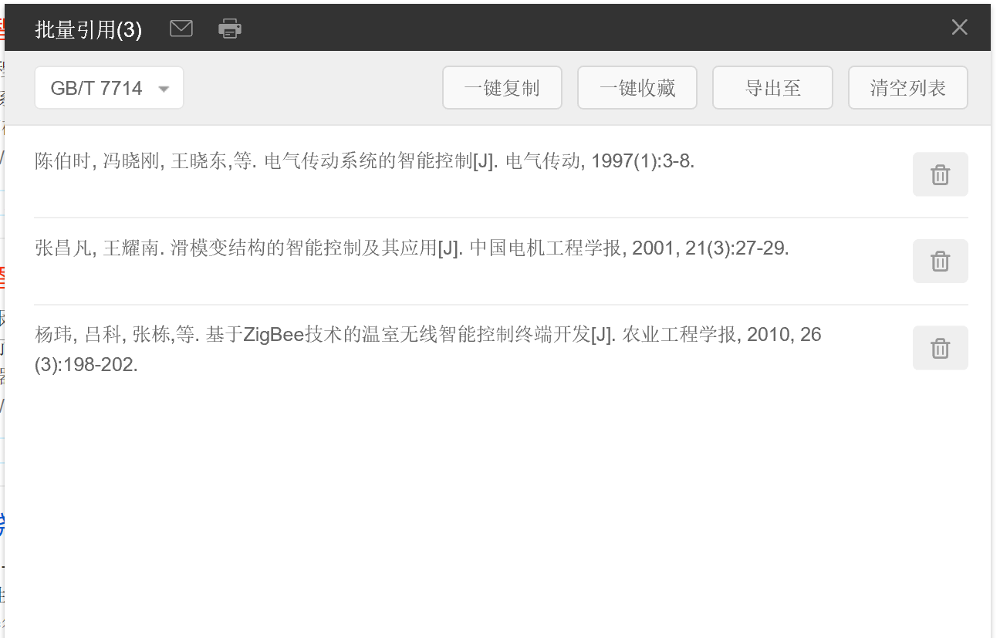 批量引用(3)
GB/T 7714
一键复制
一键收藏
导出至
清空列表
陈伯时, 冯晓刚, 王晓东,等. 电气传动系统的智能控制[J]. 电气传动, 1997(1):3-8.
张昌凡, 王耀南. 滑模变结构的智能控制及其应用[J]. 中国电机工程学报, 2001, 21(3):27-29.
杨玮, 吕科, 张栋,等. 基于ZigBee技术的温室无线智能控制终端开发[J]. 农业工程学报, 2010, 26
(3):198-202.